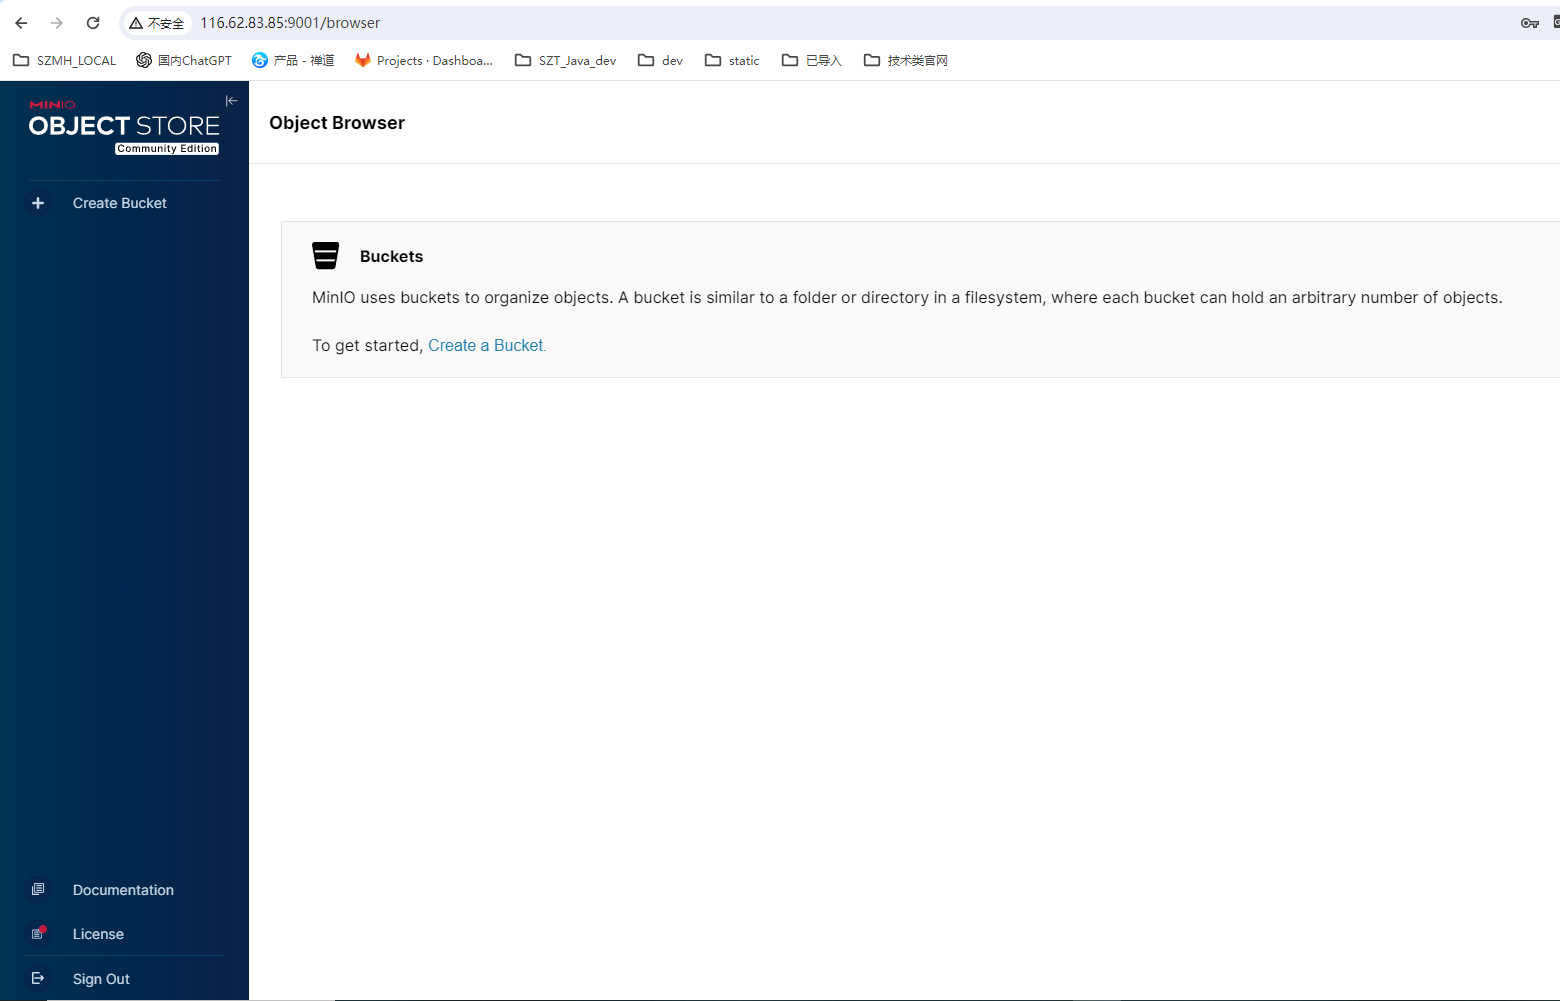 不安全 116.62.83.85:9001/browser
SZMH_LOCAL 国内ChatGPT 产品 - 禅道 Projects · Dashboa... SZT_Java_dev dev static 已导入 技术类官网
MINIO
OBJECT STORE
Community Edition
Create Bucket
Documentation
License
Sign Out
Object Browser
Buckets
MinIO uses buckets to organize objects. A bucket is similar to a folder or directory in a filesystem, where each bucket can hold an arbitrary number of objects.
To get started, Create a Bucket.